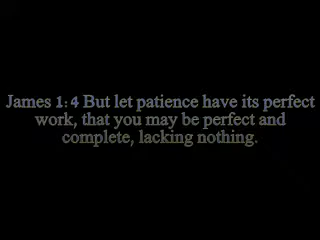 James 1:4 But let patience have its perfect
work, that you may be perfect and
complete, lacking nothing.